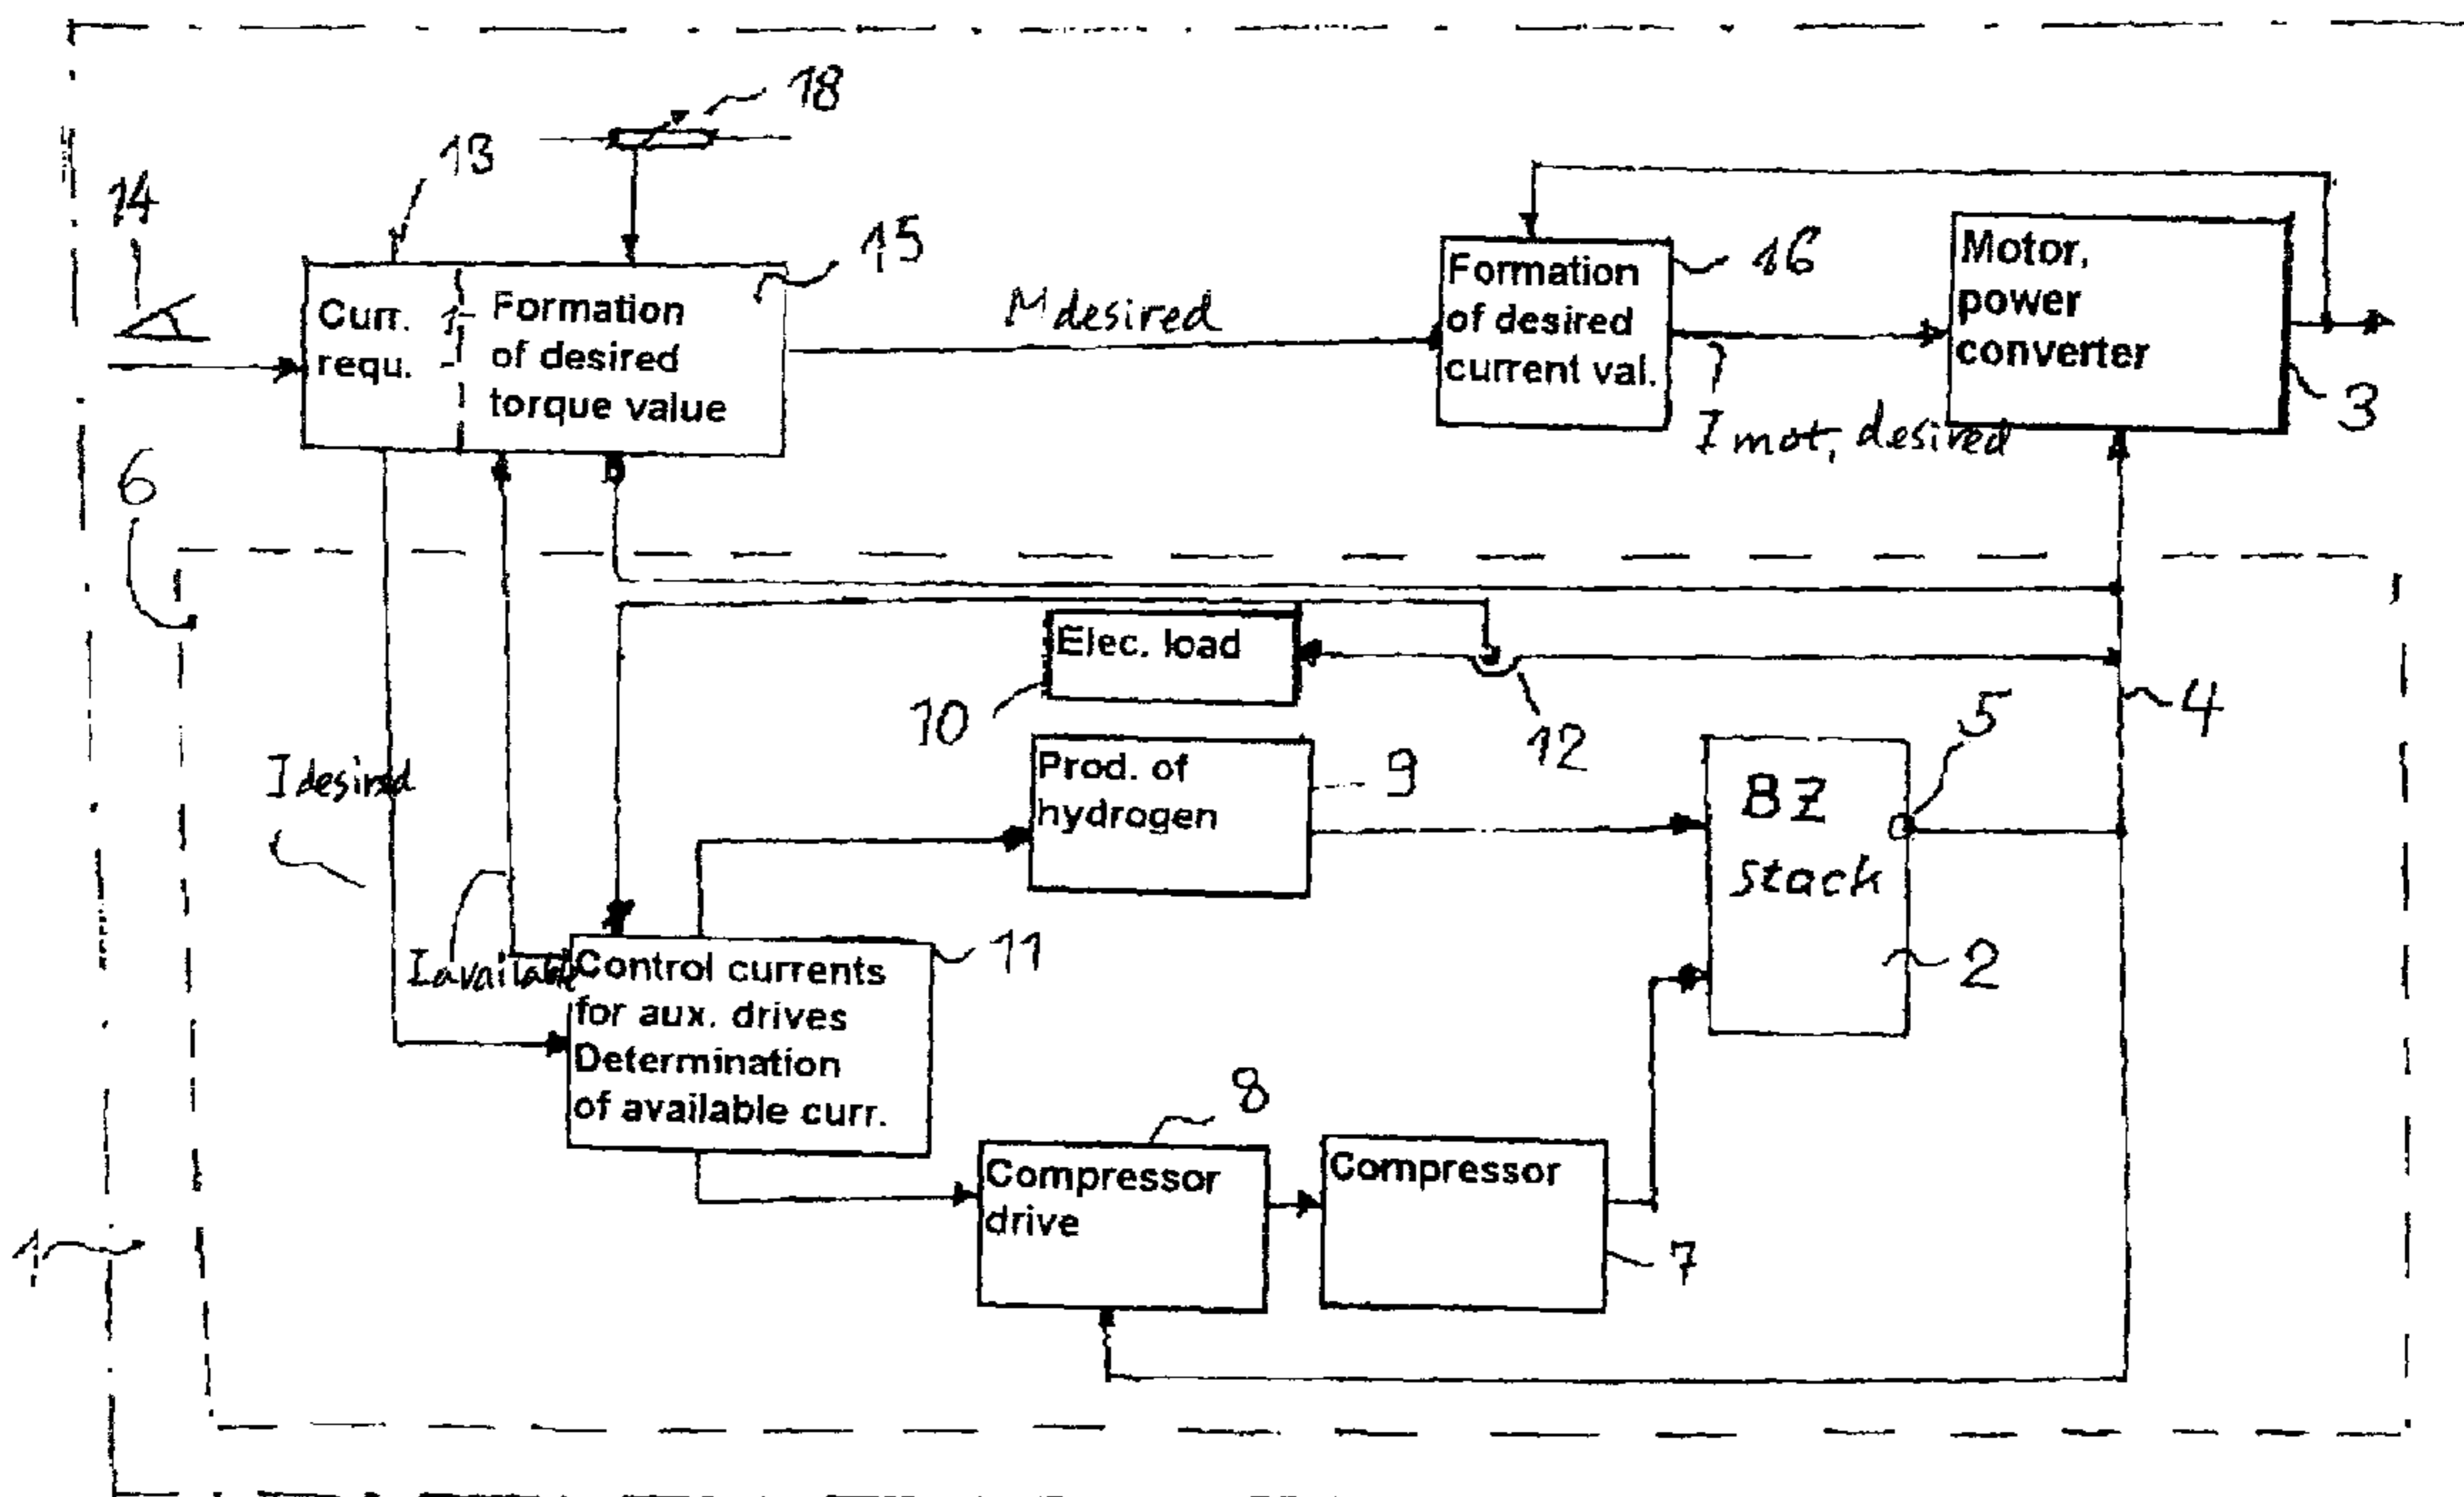 18
13
14
15
Curr.
requ.
Formation
of desired
torque value
M desired
Formation
of desired
current val.
16
I mot, desired
Motor,
power
converter
3
6
Elec. load
10
12
4
5
Prod. of
hydrogen
9
BZ
stack
2
I desired
I available
Control currents
for aux. drives
Determination
of available curr.
11
8
Compressor
drive
Compressor
7
1